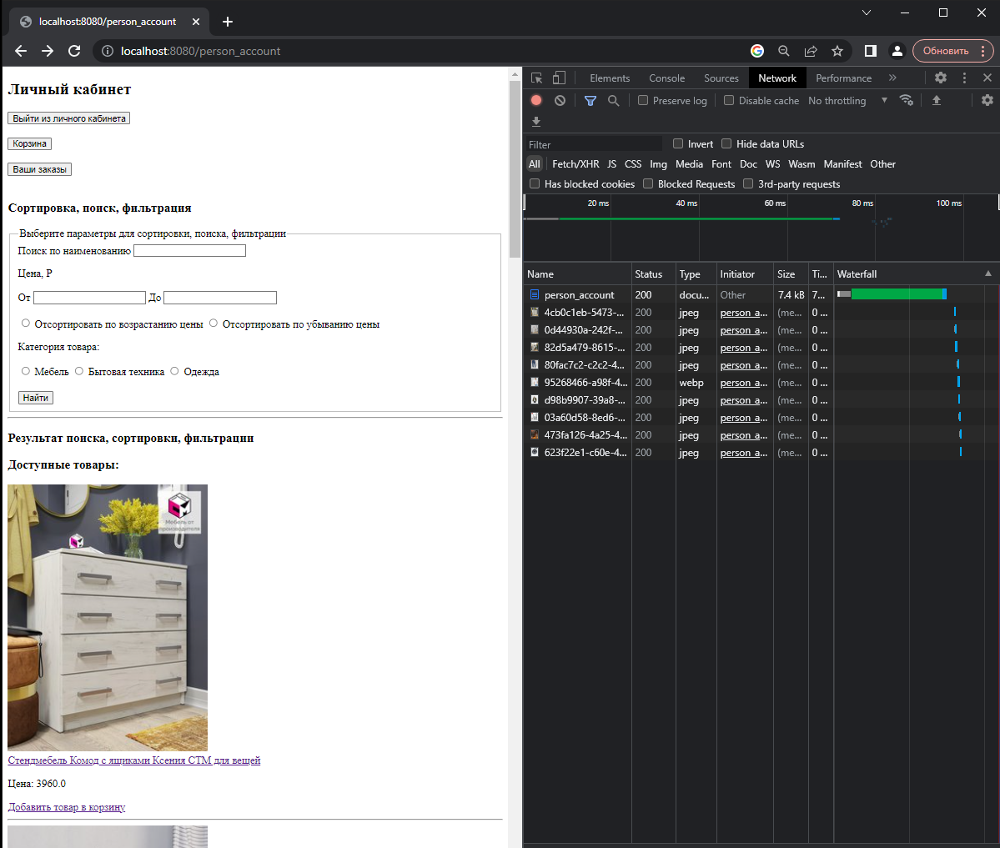 localhost:8080/person_account
localhost:8080/person_account
Обновить
Личный кабинет
Выйти из личного кабинета
Корзина
Ваши заказы
Сортировка, поиск, фильтрация
Выберите параметры для сортировки, поиска, фильтрации
Поиск по наименованию
Цена, Р
От До
Отсортировать по возрастанию цены Отсортировать по убыванию цены
Категория товара:
Мебель Бытовая техника Одежда
Найти
Результат поиска, сортировки, фильтрации
Доступные товары:
Мебель от
производителя
Стендмебель Комод с ящиками Ксения СТМ для вещей
Цена: 3960.0
Добавить товар в корзину
Elements Console Sources Network Performance
Preserve log Disable cache No throttling
Filter Invert Hide data URLs
All Fetch/XHR JS CSS Img Media Font Doc WS Wasm Manifest Other
Has blocked cookies Blocked Requests 3rd-party requests
20 ms 40 ms 60 ms 80 ms 100 ms
Name Status Type Initiator Size Ti... Waterfall
person_account 200 docu... Other 7.4 kB 7...
4cb0c1eb-5473-... 200 jpeg person_a... (me... 0 ...
0d44930a-242f-... 200 jpeg person_a... (me... 0 ...
82d5a479-8615-... 200 jpeg person_a... (me... 0 ...
80fac7c2-c2c2-4... 200 jpeg person_a... (me... 0 ...
95268466-a98f-4... 200 webp person_a... (me... 0 ...
d98b9907-39a8-... 200 jpeg person_a... (me... 0 ...
03a60d58-8ed6-... 200 jpeg person_a... (me... 0 ...
473fa126-4a25-4... 200 jpeg person_a... (me... 0 ...
623f22e1-c60e-4... 200 jpeg person_a... (me... 0 ...